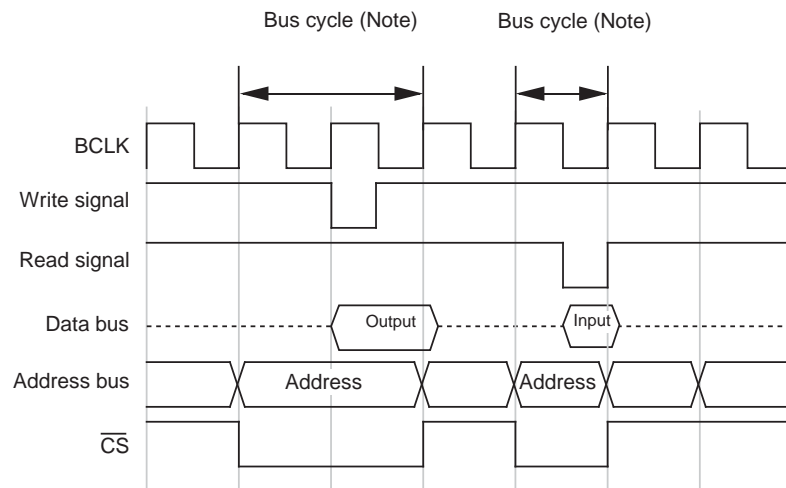 Bus cycle (Note) Bus cycle (Note)
BCLK
Write signal
Read signal
Data bus Output Input
Address bus Address Address
C̅S̅